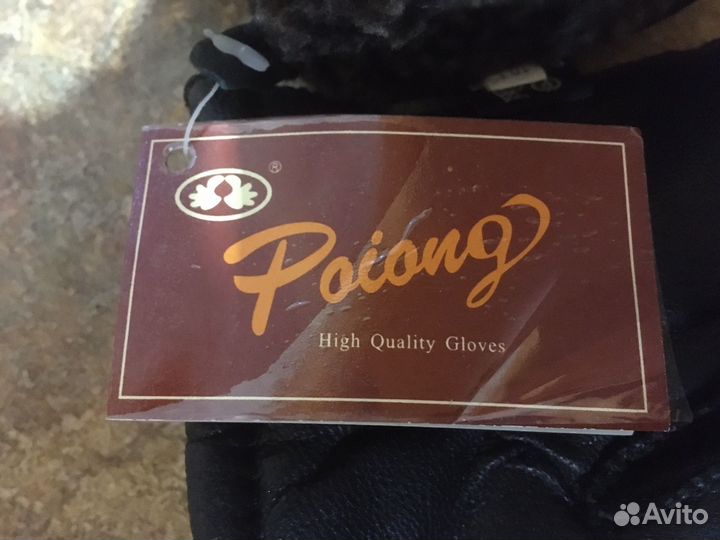 ®
Poiong
High Quality Gloves
Avito